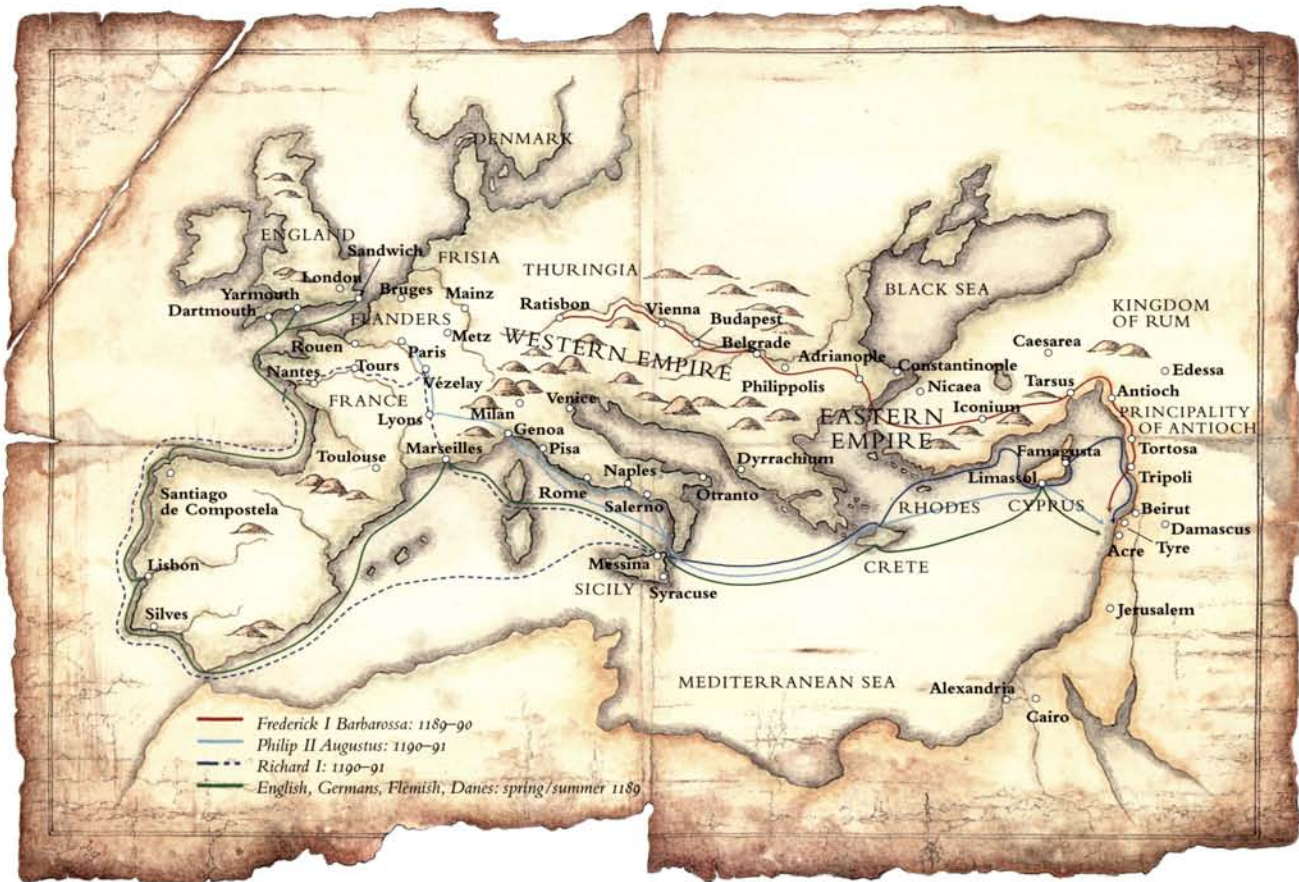 DENMARK
ENGLAND
Sandwich
FRISIA
London
THURINGIA
Yarmouth
Bruges
Mainz
BLACK SEA
Dartmouth
FLANDERS
Ratisbon
Vienna
KINGDOM
OF RUM
Rouen
Metz
Budapest
Paris
WESTERN EMPIRE
Belgrade
Caesarea
Nantes
Tours
Adrianople
Constantinople
Vézelay
Philippolis
Nicaea
Tarsus
Edessa
FRANCE
Antioch
Lyons
Milan
Venice
Iconium
PRINCIPALITY
OF ANTIOCH
Genoa
EASTERN
EMPIRE
Toulouse
Marseilles
Pisa
Dyrrachium
Famagusta
Tortosa
Naples
Limassol
Tripoli
Santiago
de Compostela
Rome
Otranto
Salerno
RHODES
CYPRUS
Beirut
Damascus
Lisbon
Acre
Tyre
Messina
CRETE
SICILY
Syracuse
Silves
Jerusalem
MEDITERRANEAN SEA
Alexandria
Cairo
Frederick I Barbarossa: 1189–90
Philip II Augustus: 1190–91
Richard I: 1190–91
English, Germans, Flemish, Danes: spring/summer 1189